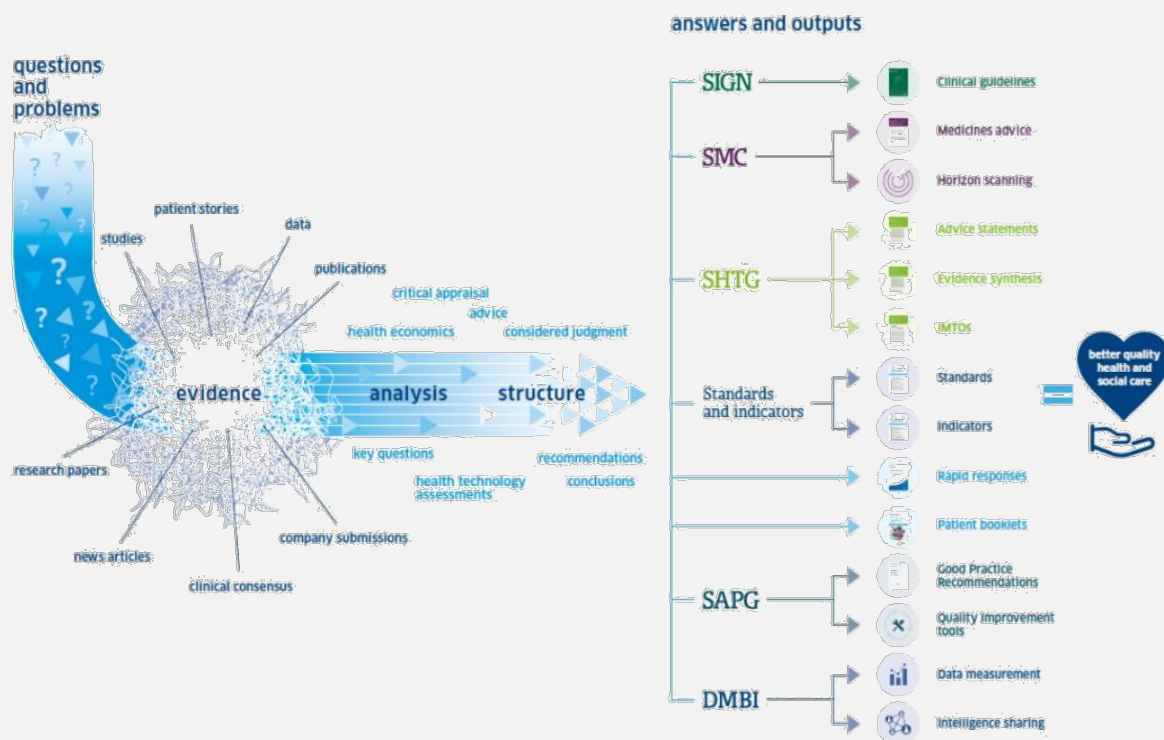 answers and outputs
questions
and
problems
?
?
?
?
?
?
?
?
?
?
patient stories
studies
data
publications
critical appraisal
advice
health economics
considered judgment
evidence
analysis
structure
key questions
recommendations
health technology
assessments
conclusions
research papers
company submissions
news articles
clinical consensus
SIGN
Clinical guidelines
SMC
Medicines advice
Horizon scanning
SHTG
Advice statements
Evidence synthesis
IMTOs
Standards
and indicators
Standards
Indicators
Rapid responses
Patient booklets
SAPG
Good Practice
Recommendations
Quality improvement
tools
DMBI
Data measurement
Intelligence sharing
=
better quality
health and
social care